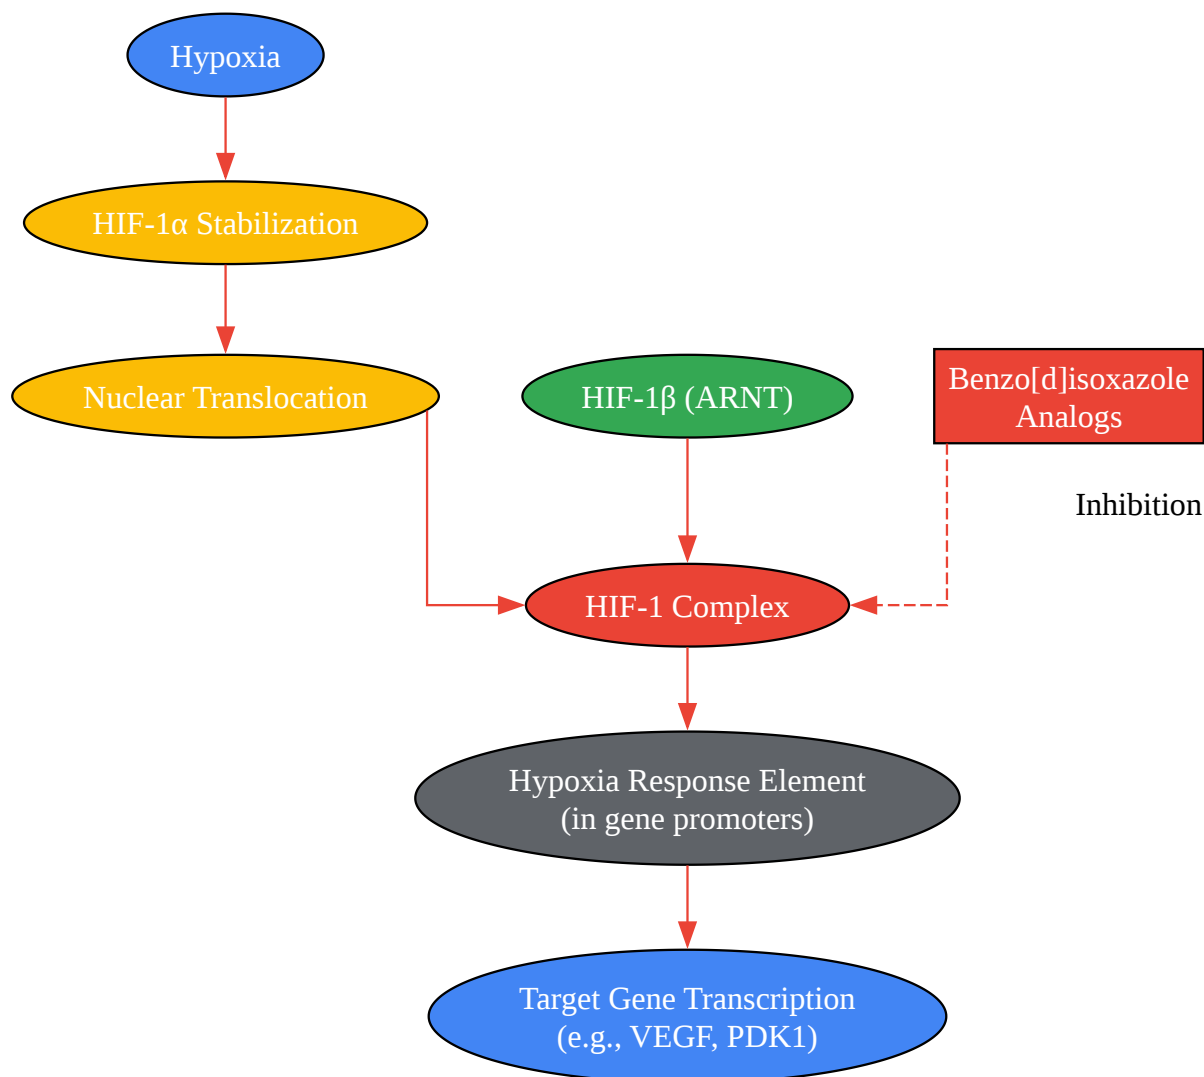 Hypoxia
HIF-1α Stabilization
Nuclear Translocation
HIF-1β (ARNT)
Benzo[d]isoxazole
Analogs
Inhibition
HIF-1 Complex
Hypoxia Response Element
(in gene promoters)
Target Gene Transcription
(e.g., VEGF, PDK1)